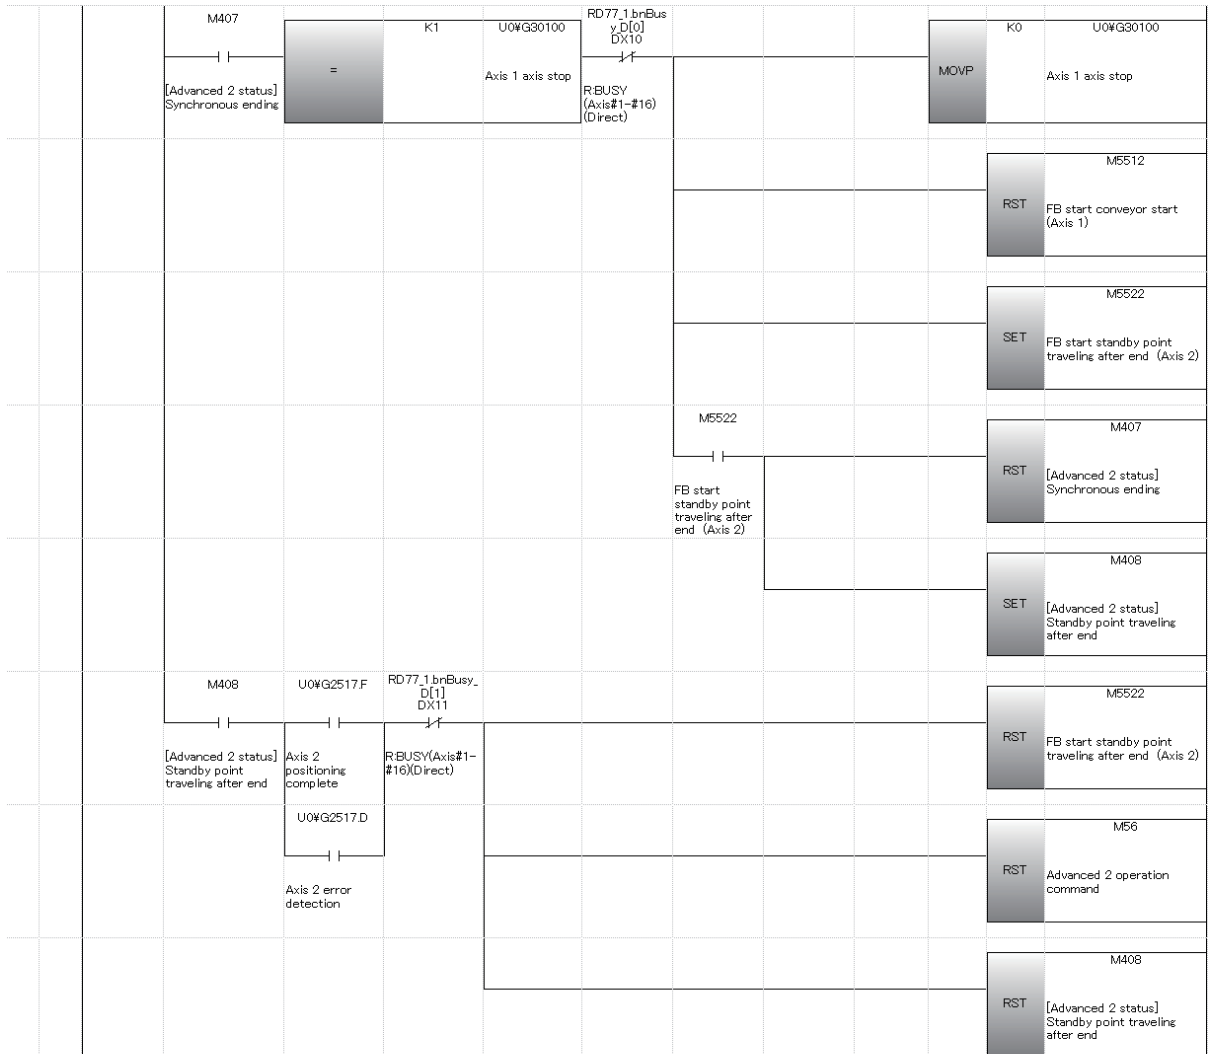 M407
=
K1
U0¥G30100
Axis 1 axis stop
RD77_1.bnBus
y_D[0]
DX10
MOVP
K0
U0¥G30100
Axis 1 axis stop
[Advanced 2 status]
Synchronous ending
R:BUSY
(Axis#1-#16)
(Direct)
M5512
RST
FB start conveyor start
(Axis 1)
M5522
SET
FB start standby point
traveling after end (Axis 2)
M5522
FB start
standby point
traveling after
end (Axis 2)
M407
RST
[Advanced 2 status]
Synchronous ending
M408
SET
[Advanced 2 status]
Standby point traveling
after end
M408
[Advanced 2 status]
Standby point
traveling after end
U0¥G2517.F
Axis 2
positioning
complete
RD77_1.bnBusy_
D[1]
DX11
R:BUSY(Axis#1-
#16)(Direct)
M5522
RST
FB start standby point
traveling after end (Axis 2)
U0¥G2517.D
Axis 2 error
detection
M56
RST
Advanced 2 operation
command
M408
RST
[Advanced 2 status]
Standby point traveling
after end